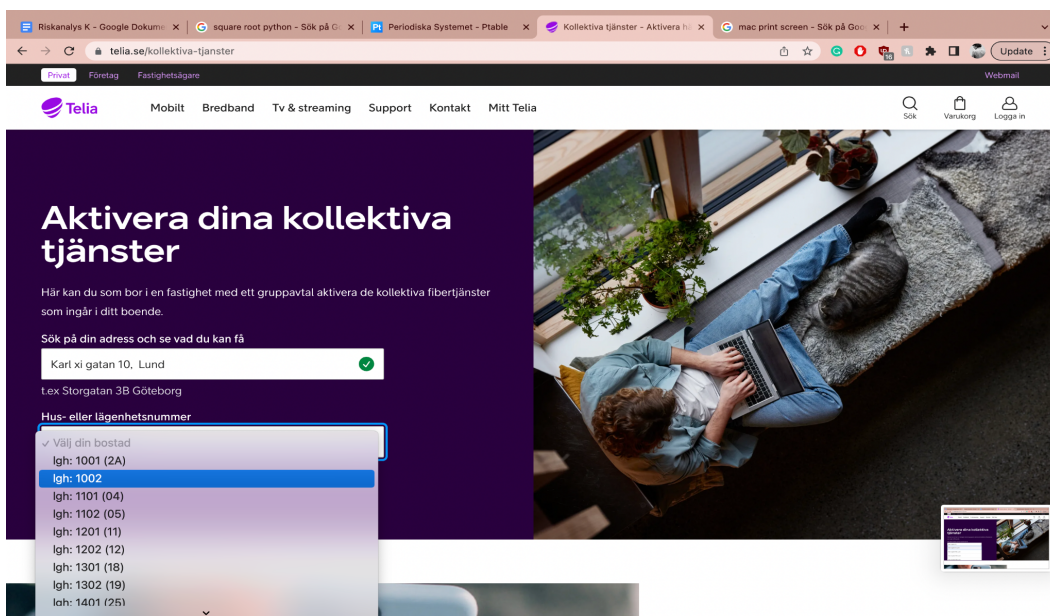 Riskanalys K - Google Dokume
square root python - Sök på Go
Periodiska Systemet - Ptable
Kollektiva tjänster - Aktivera hä
mac print screen - Sök på Goo
telia.se/kollektiva-tjanster
16
Update
Privat Företag Fastighetsägare Webmail
Telia Mobilt Bredband Tv & streaming Support Kontakt Mitt Telia
Sök Varukorg Logga in
Aktivera dina kollektiva
tjänster
Här kan du som bor i en fastighet med ett gruppavtal aktivera de kollektiva fibertjänster
som ingår i ditt boende.
Sök på din adress och se vad du kan få
Karl xi gatan 10, Lund
t.ex Storgatan 3B Göteborg
Hus- eller lägenhetsnummer
Välj din bostad
lgh: 1001 (2A)
lgh: 1002
lgh: 1101 (04)
lgh: 1102 (05)
lgh: 1201 (11)
lgh: 1202 (12)
lgh: 1301 (18)
lgh: 1302 (19)
lgh: 1401 (25)